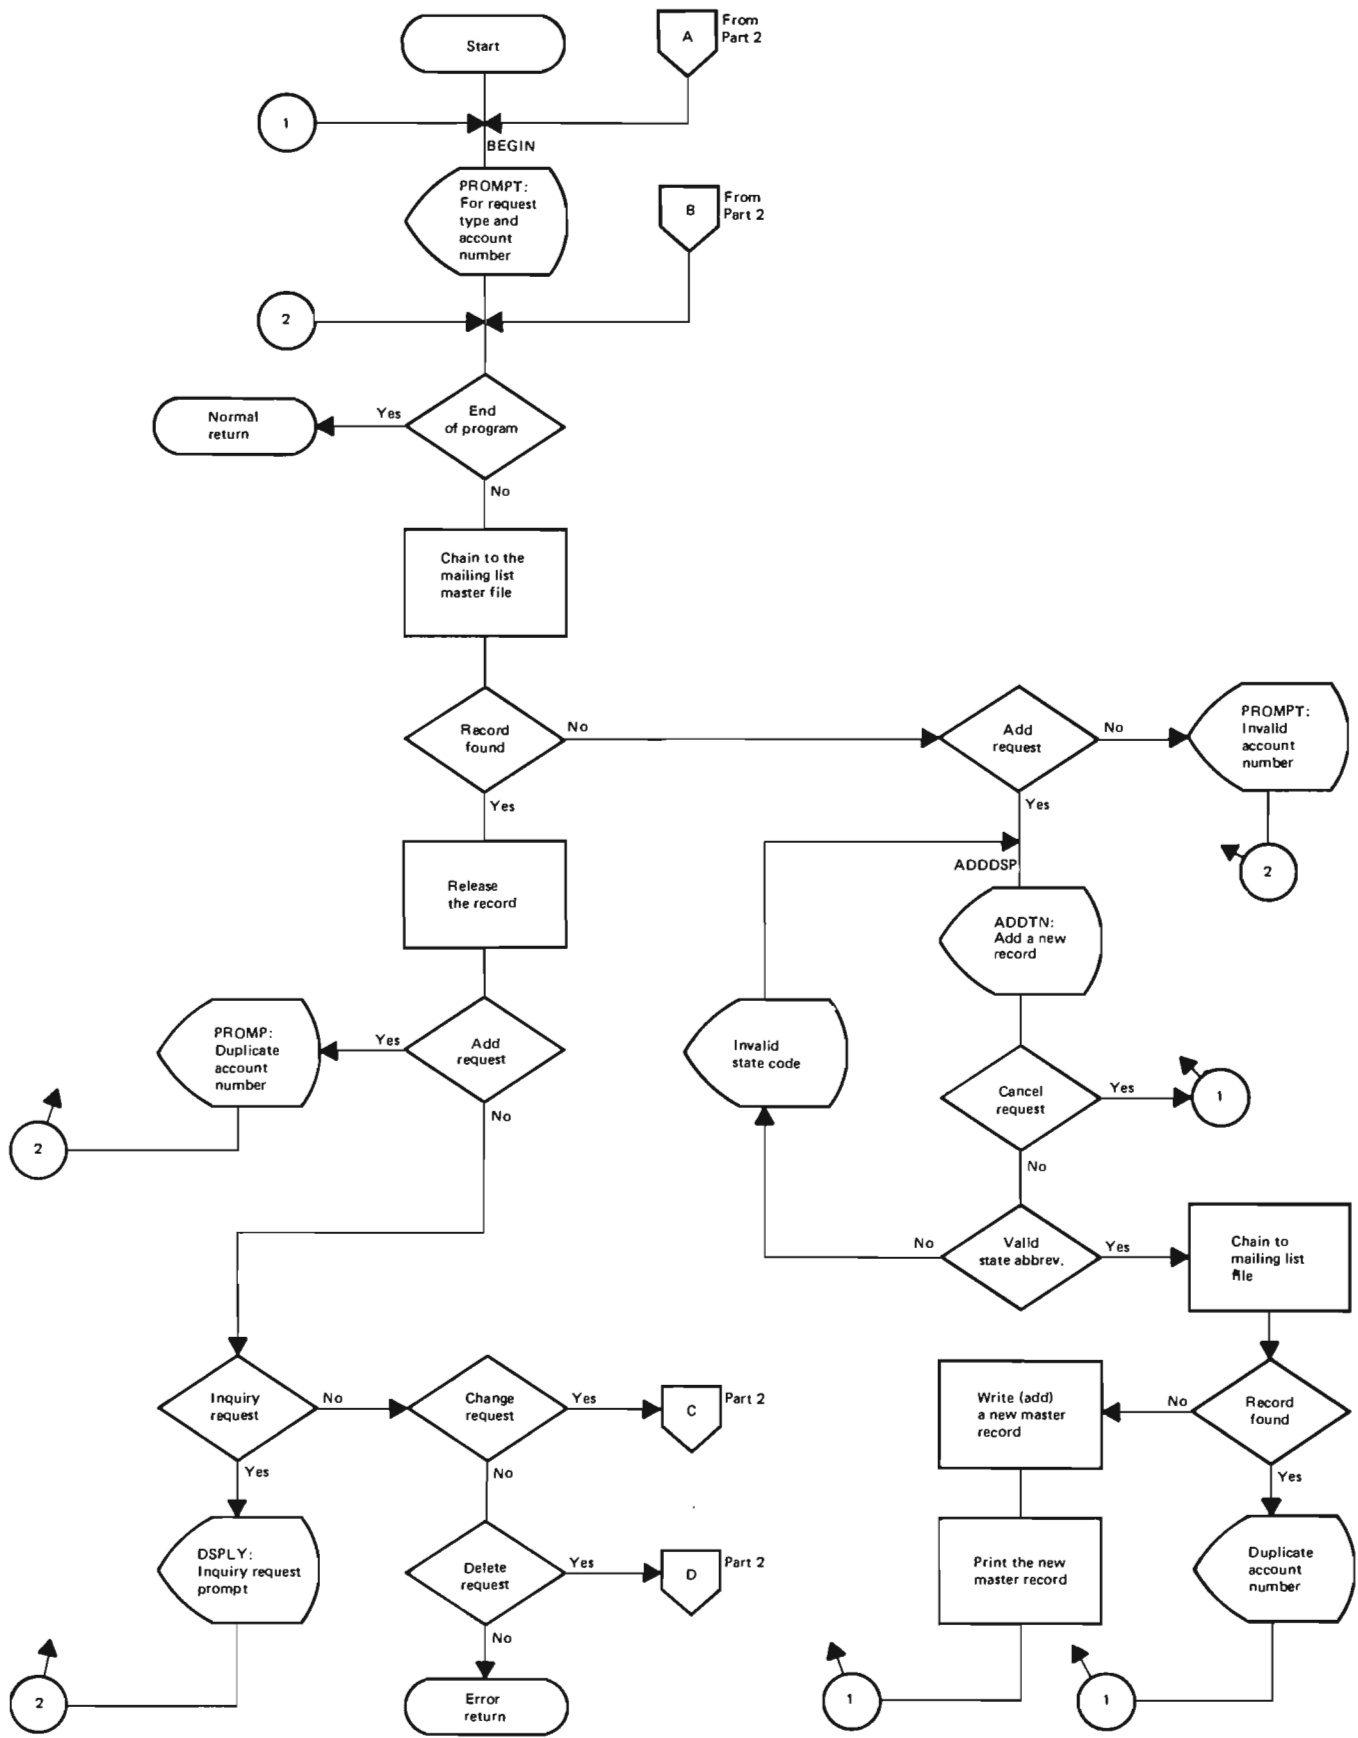 Start
A
From
Part 2
1
BEGIN
PROMPT:
For request
type and
account
number
B
From
Part 2
2
End
of program
Yes
Normal
return
No
Chain to the
mailing list
master file
Record
found
No
Add
request
No
PROMPT:
Invalid
account
number
Yes
Yes
2
ADDDSP
Release
the record
ADDTN:
Add a new
record
PROMP:
Duplicate
account
number
Yes
Add
request
Invalid
state code
Cancel
request
Yes
1
2
No
No
No
Valid
state abbrev.
Yes
Chain to
mailing list
file
Inquiry
request
No
Change
request
Yes
C
Part 2
Write (add)
a new master
record
No
Record
found
Yes
No
Yes
DSPLY:
Inquiry request
prompt
Delete
request
Yes
D
Part 2
Print the new
master record
Duplicate
account
number
No
2
Error
return
1
1